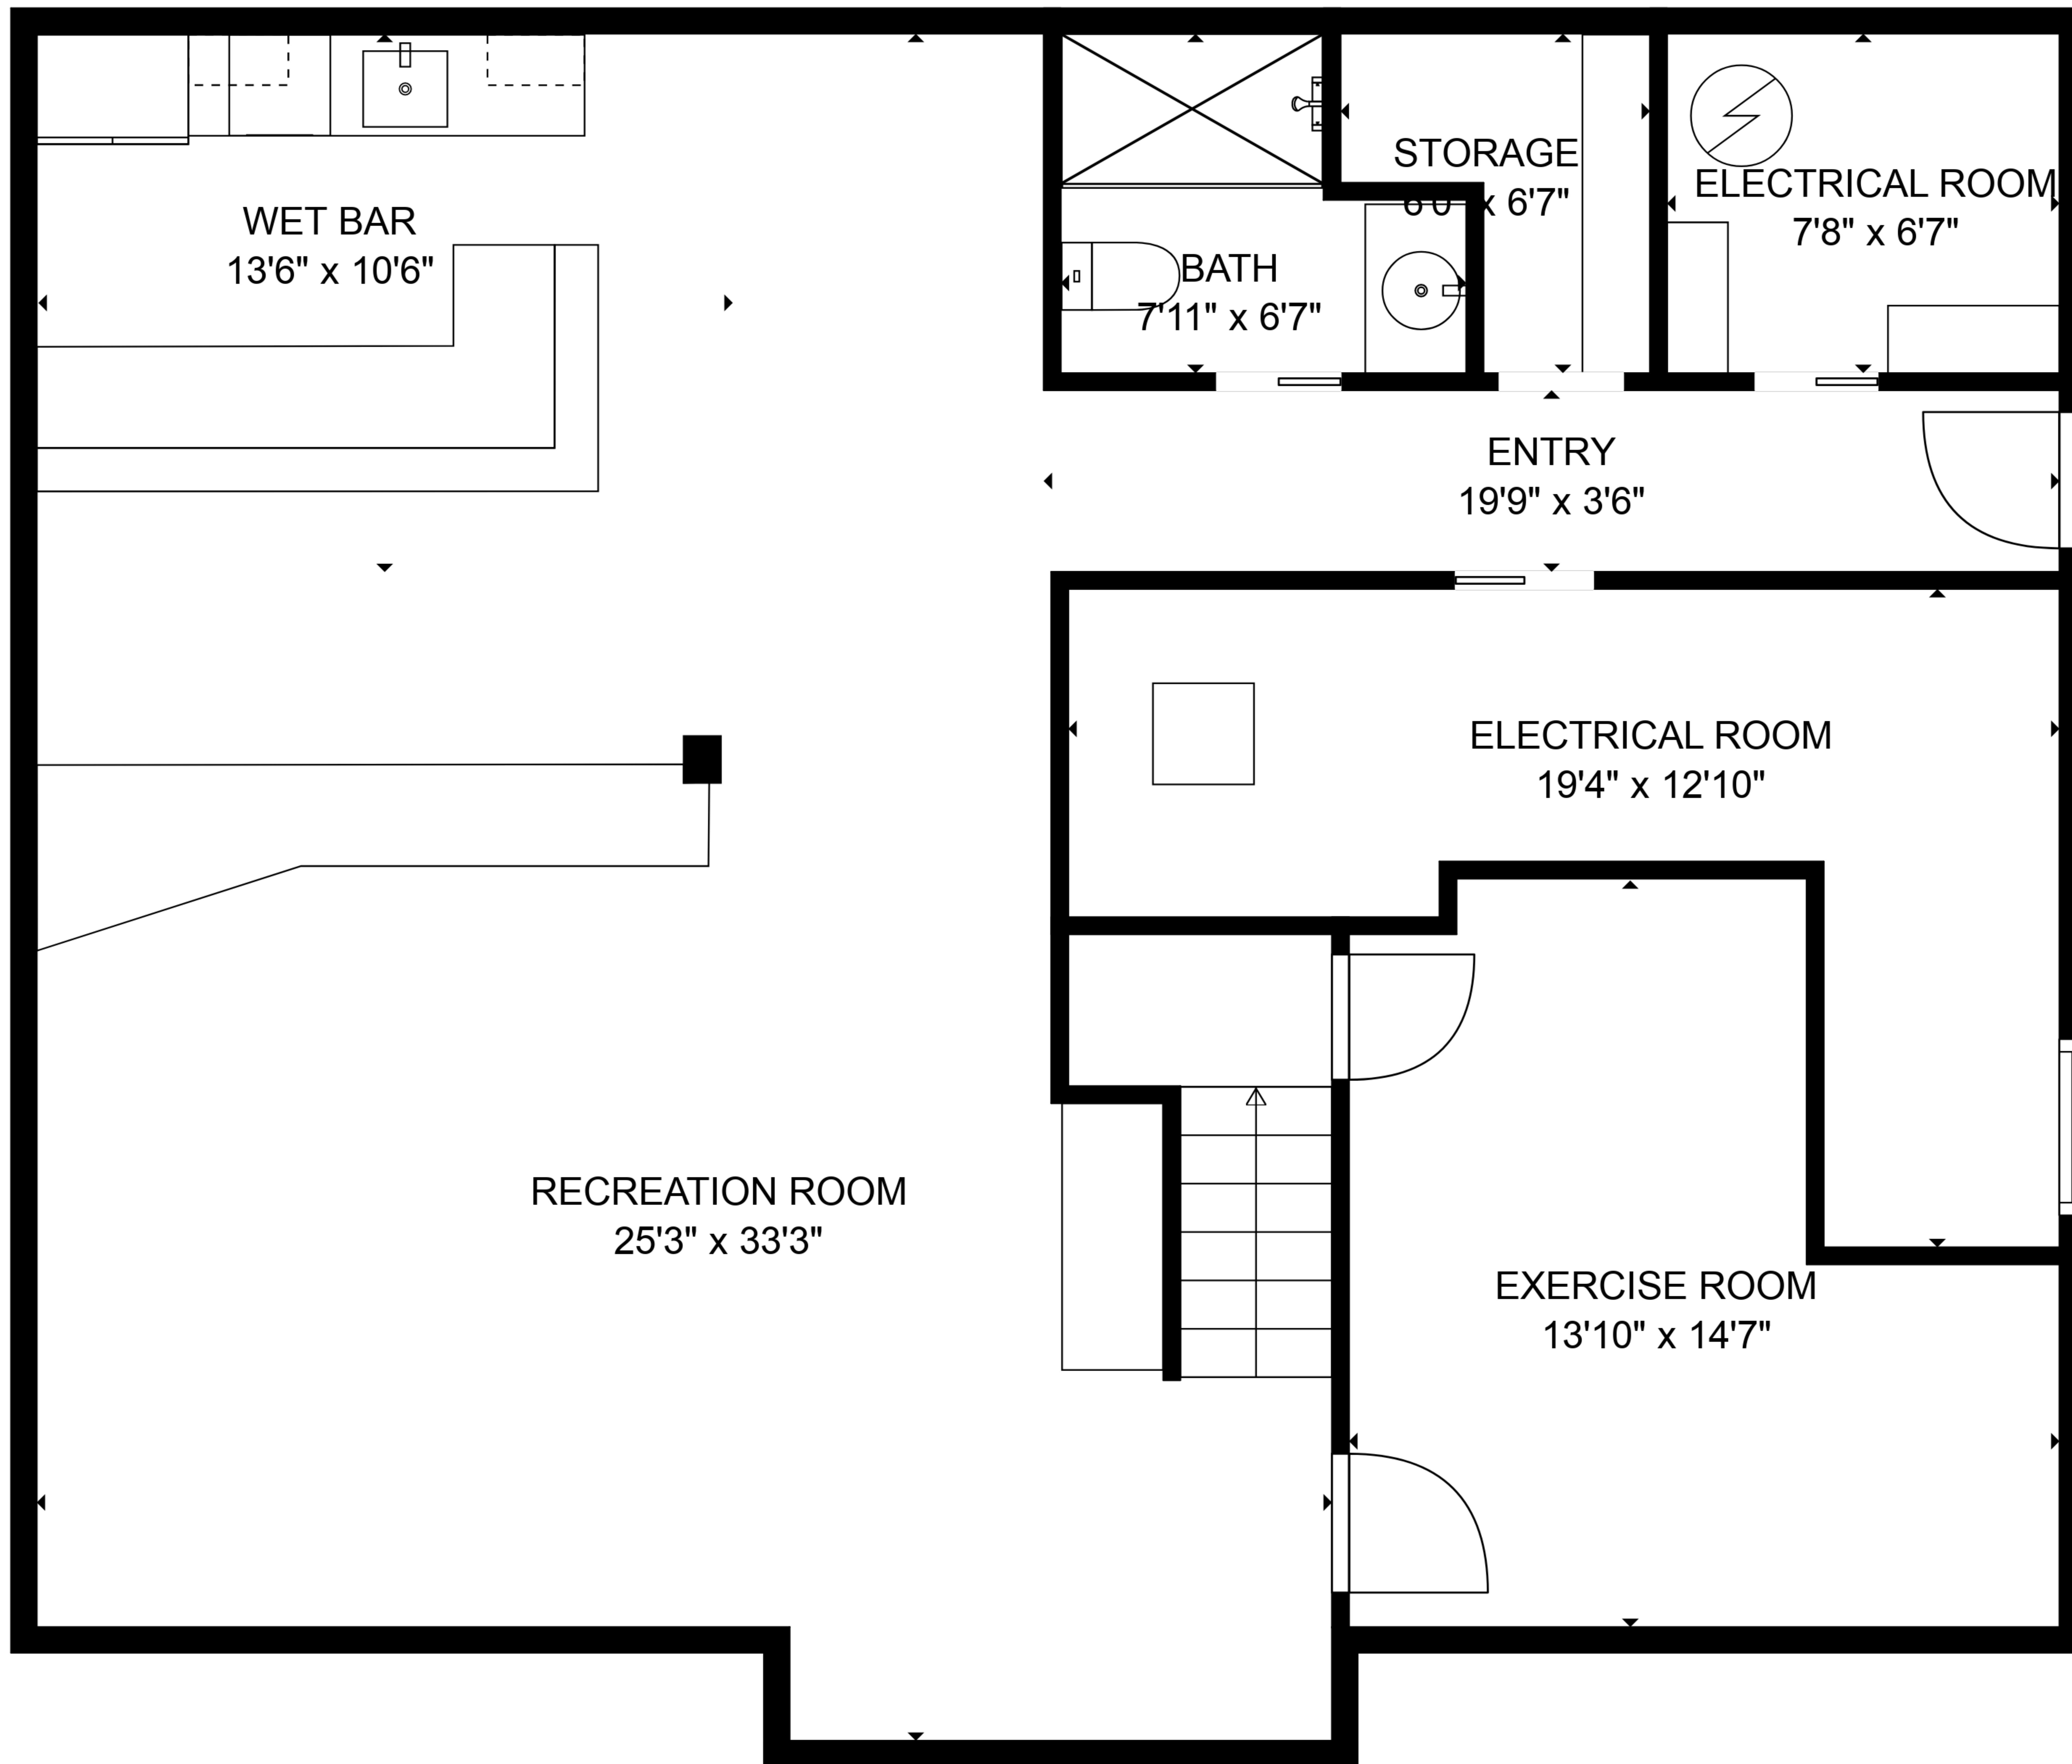 WET BAR
13'6" x 10'6"
STORAGE
6'0" x 6'7"
ELECTRICAL ROOM
7'8" x 6'7"
BATH
7'11" x 6'7"
ENTRY
19'9" x 3'6"
ELECTRICAL ROOM
19'4" x 12'10"
RECREATION ROOM
25'3" x 33'3"
EXERCISE ROOM
13'10" x 14'7"